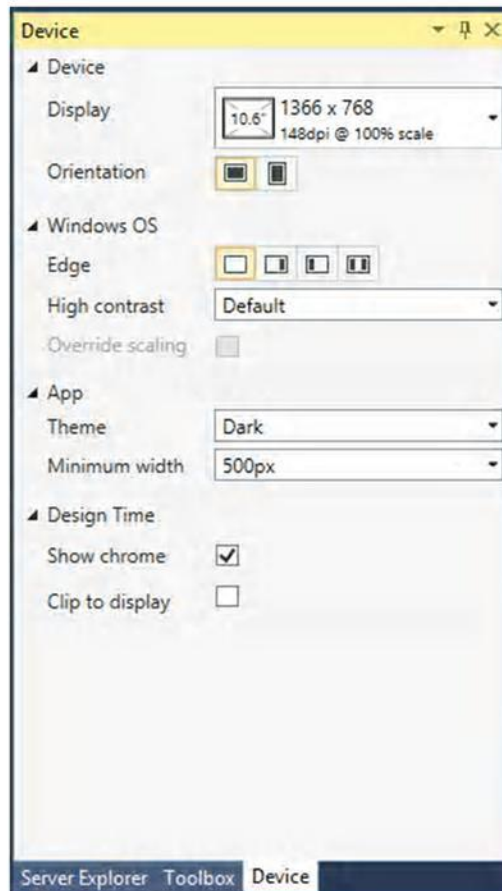 Device
Device
Display
10.6"
1366 x 768
148dpi @ 100% scale
Orientation
Windows OS
Edge
High contrast
Default
Override scaling
App
Theme
Dark
Minimum width
500px
Design Time
Show chrome
Clip to display
Server Explorer Toolbox Device